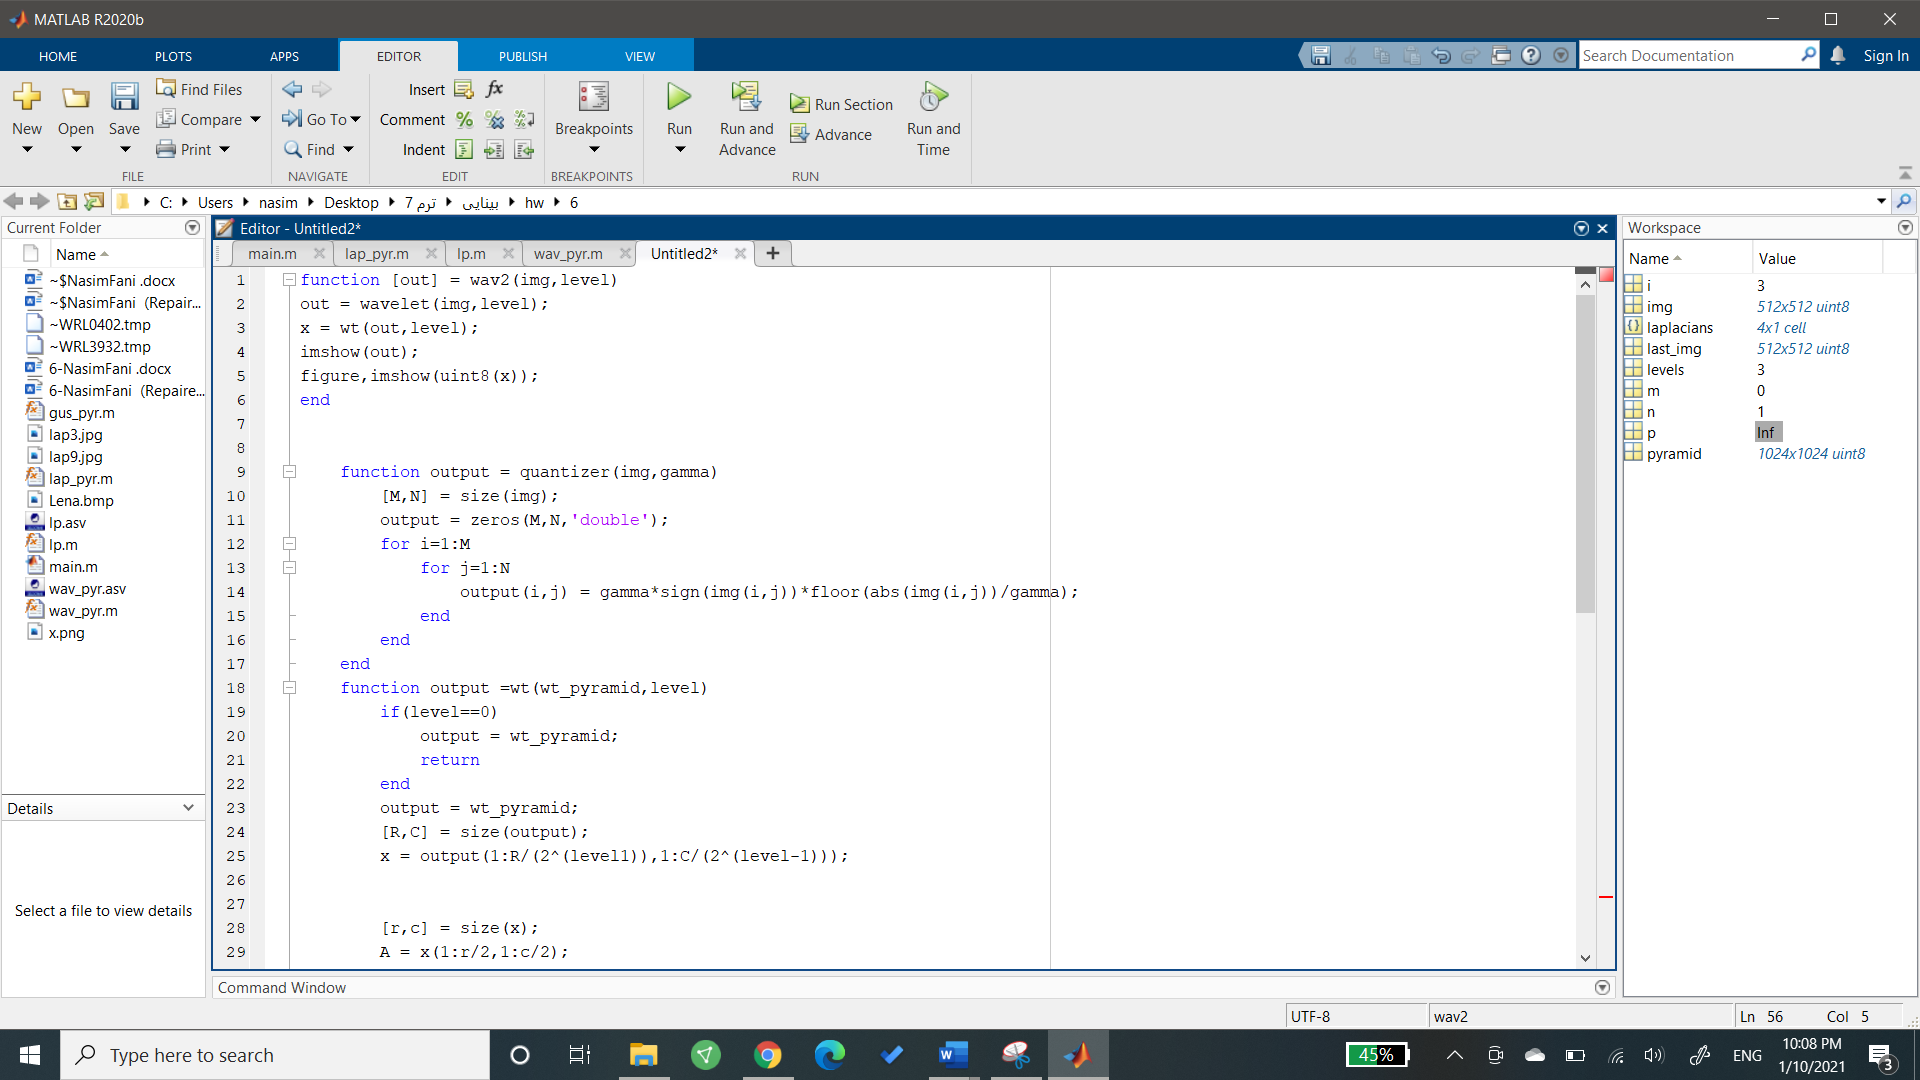 MATLAB R2020b
HOME PLOTS APPS EDITOR PUBLISH VIEW Search Documentation Sign In
New Open Save Find Files Compare Print
Go To Find
Insert Comment Indent
Breakpoints
Run Run and Advance Run Section Advance Run and Time
FILE NAVIGATE EDIT BREAKPOINTS RUN
C: Users nasim Desktop ترم 7 بینایی hw 6
Current Folder
Name
~$NasimFani .docx
~$NasimFani (Repair...
~WRL0402.tmp
~WRL3932.tmp
6-NasimFani .docx
6-NasimFani (Repaire...
gus_pyr.m
lap3.jpg
lap9.jpg
lap_pyr.m
Lena.bmp
lp.asv
lp.m
main.m
wav_pyr.asv
wav_pyr.m
x.png
Details
Select a file to view details
Editor - Untitled2*
main.m lap_pyr.m lp.m wav_pyr.m Untitled2*
1 function [out] = wav2(img,level)
2 out = wavelet(img,level);
3 x = wt(out,level);
4 imshow(out);
5 figure,imshow(uint8(x));
6 end
7
8
9 function output = quantizer(img,gamma)
10 [M,N] = size(img);
11 output = zeros(M,N,'double');
12 for i=1:M
13 for j=1:N
14 output(i,j) = gamma*sign(img(i,j))*floor(abs(img(i,j))/gamma);
15 end
16 end
17 end
18 function output =wt(wt_pyramid,level)
19 if(level==0)
20 output = wt_pyramid;
21 return
22 end
23 output = wt_pyramid;
24 [R,C] = size(output);
25 x = output(1:R/(2^(level1)),1:C/(2^(level-1)));
26
27
28 [r,c] = size(x);
29 A = x(1:r/2,1:c/2);
Command Window
Workspace
Name Value
i 3
img 512x512 uint8
laplacians 4x1 cell
last_img 512x512 uint8
levels 3
m 0
n 1
p Inf
pyramid 1024x1024 uint8
UTF-8 wav2 Ln 56 Col 5
Type here to search
45% ENG 10:08 PM 1/10/2021 3